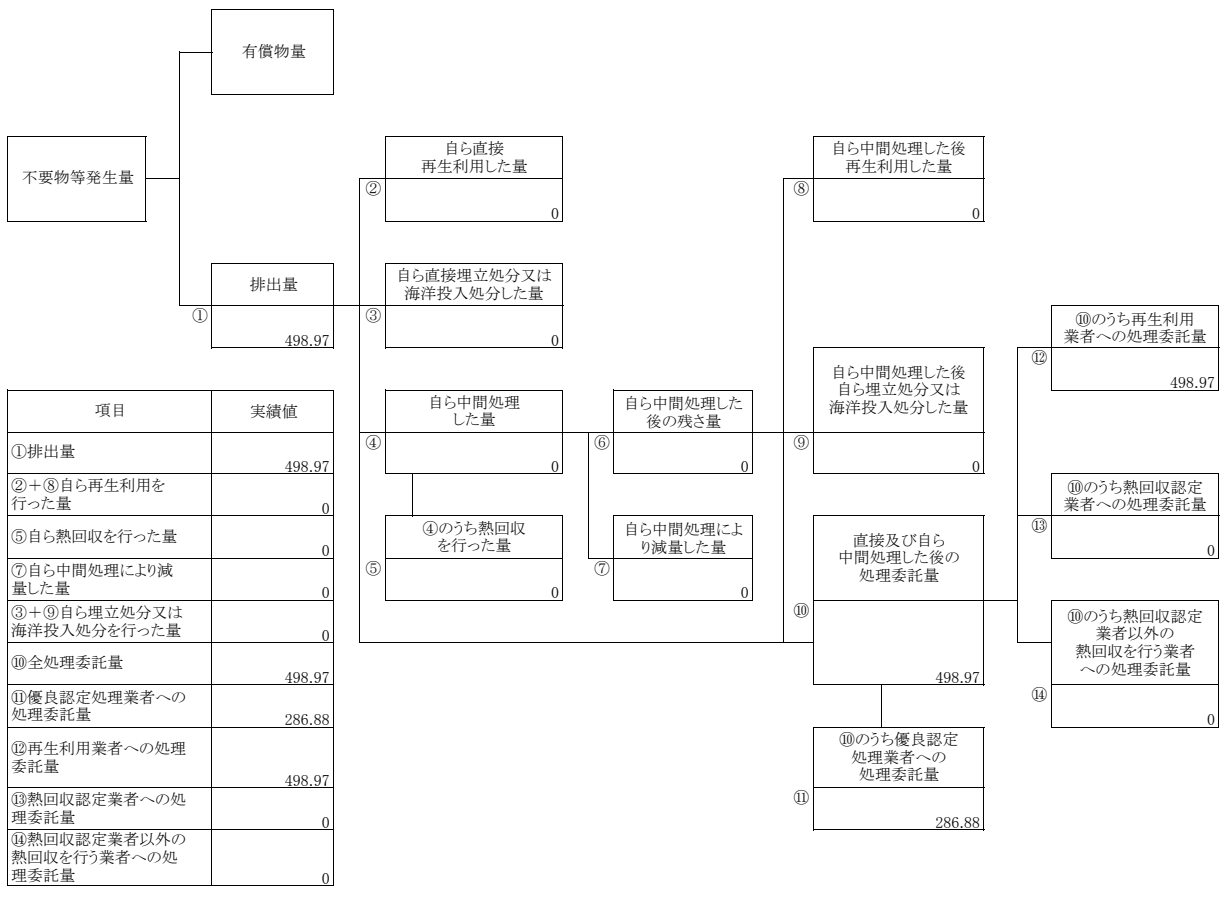 有償物量
不要物等発生量
排出量
①
498.97
自ら直接
再生利用した量
②
0
自ら直接埋立処分又は
海洋投入処分した量
③
0
自ら中間処理
した量
④
0
④のうち熱回収
を行った量
⑤
0
自ら中間処理した
後の残さ量
⑥
0
自ら中間処理によ
り減量した量
⑦
0
自ら中間処理した後
再生利用した量
⑧
0
自ら中間処理した後
自ら埋立処分又は
海洋投入処分した量
⑨
0
直接及び自ら
中間処理した後の
処理委託量
⑩
498.97
⑩のうち優良認定
処理業者への
処理委託量
⑪
286.88
⑩のうち再生利用
業者への処理委託量
⑫
498.97
⑩のうち熱回収認定
業者への処理委託量
⑬
0
⑩のうち熱回収認定
業者以外の
熱回収を行う業者
への処理委託量
⑭
0
項目 実績値
①排出量
498.97
②+⑧自ら再生利用を
行った量
0
⑤自ら熱回収を行った量
0
⑦自ら中間処理により減
量した量
0
③+⑨自ら埋立処分又は
海洋投入処分を行った量
0
⑩全処理委託量
498.97
⑪優良認定処理業者への
処理委託量
286.88
⑫再生利用業者への処理
委託量
498.97
⑬熱回収認定業者への処
理委託量
0
⑭熱回収認定業者以外の
熱回収を行う業者への処
理委託量
0